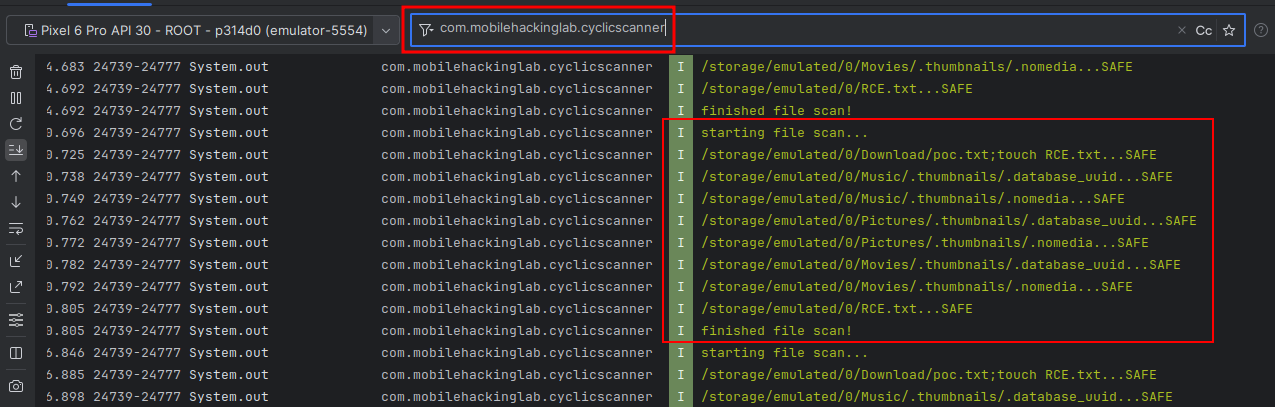 Pixel 6 Pro API 30 - ROOT - p314d0 (emulator-5554) com.mobilehackinglab.cyclicscanner Cc
4.683 24739-24777 System.out com.mobilehackinglab.cyclicscanner I /storage/emulated/0/Movies/.thumbnails/.nomedia...SAFE
4.692 24739-24777 System.out com.mobilehackinglab.cyclicscanner I /storage/emulated/0/RCE.txt...SAFE
4.692 24739-24777 System.out com.mobilehackinglab.cyclicscanner I finished file scan!
0.696 24739-24777 System.out com.mobilehackinglab.cyclicscanner I starting file scan...
0.725 24739-24777 System.out com.mobilehackinglab.cyclicscanner I /storage/emulated/0/Download/poc.txt;touch RCE.txt...SAFE
0.738 24739-24777 System.out com.mobilehackinglab.cyclicscanner I /storage/emulated/0/Music/.thumbnails/.database_uuid...SAFE
0.749 24739-24777 System.out com.mobilehackinglab.cyclicscanner I /storage/emulated/0/Music/.thumbnails/.nomedia...SAFE
0.762 24739-24777 System.out com.mobilehackinglab.cyclicscanner I /storage/emulated/0/Pictures/.thumbnails/.database_uuid...SAFE
0.772 24739-24777 System.out com.mobilehackinglab.cyclicscanner I /storage/emulated/0/Pictures/.thumbnails/.nomedia...SAFE
0.782 24739-24777 System.out com.mobilehackinglab.cyclicscanner I /storage/emulated/0/Movies/.thumbnails/.database_uuid...SAFE
0.792 24739-24777 System.out com.mobilehackinglab.cyclicscanner I /storage/emulated/0/Movies/.thumbnails/.nomedia...SAFE
0.805 24739-24777 System.out com.mobilehackinglab.cyclicscanner I /storage/emulated/0/RCE.txt...SAFE
0.805 24739-24777 System.out com.mobilehackinglab.cyclicscanner I finished file scan!
6.846 24739-24777 System.out com.mobilehackinglab.cyclicscanner I starting file scan...
6.885 24739-24777 System.out com.mobilehackinglab.cyclicscanner I /storage/emulated/0/Download/poc.txt;touch RCE.txt...SAFE
6.898 24739-24777 System.out com.mobilehackinglab.cyclicscanner I /storage/emulated/0/Music/.thumbnails/.database_uuid...SAFE